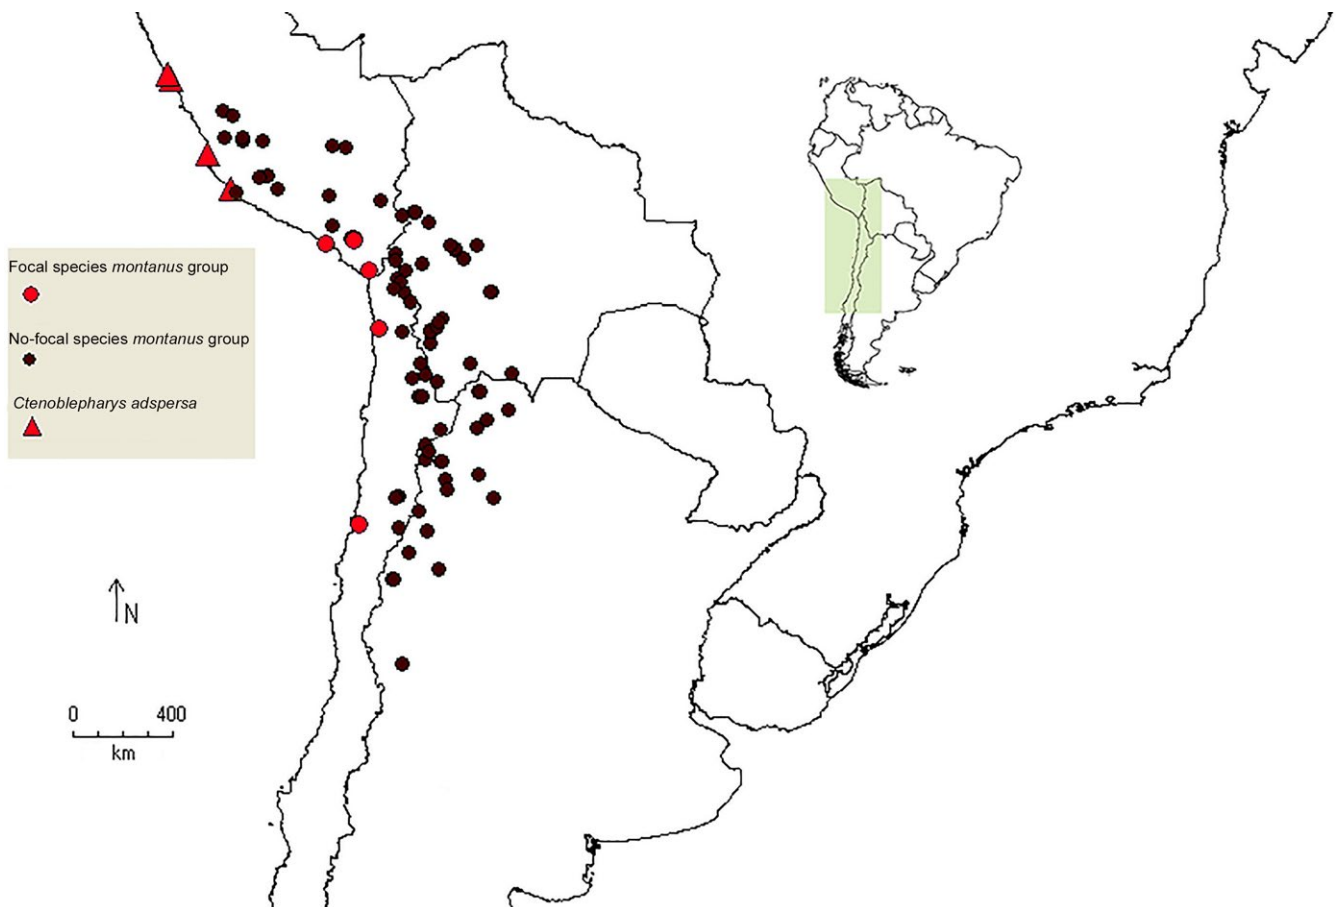 Focal species montanus group
No-focal species montanus group
Ctenoblepharys adspersa
N
0 400
km